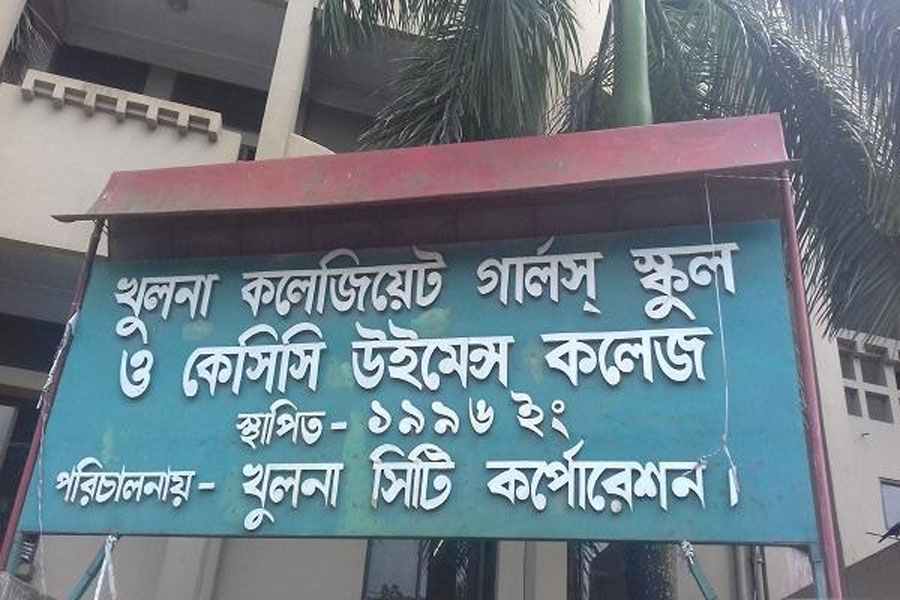 খুলনা কলেজিয়েট গার্লস্ স্কুল
ও কেসিসি উইমেন্স কলেজ
স্থাপিত- ১৯৯৬ ইং
পরিচালনায়- খুলনা সিটি কর্পোরেশন।